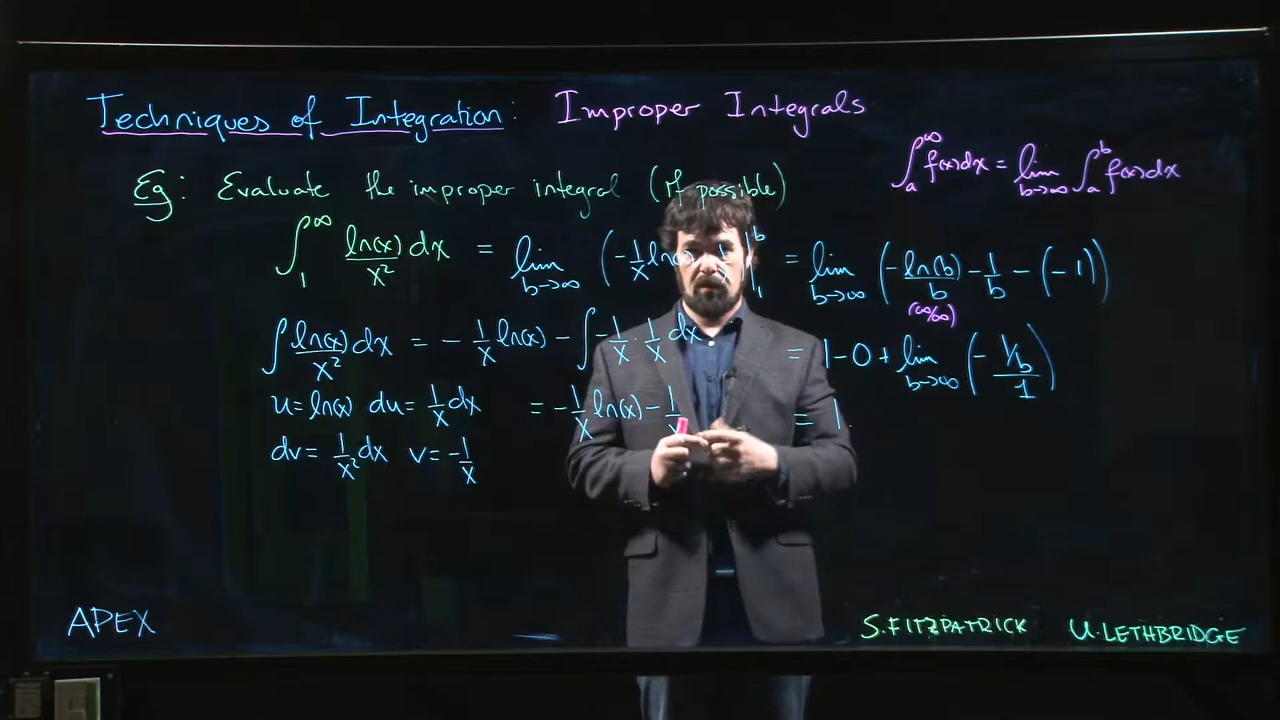 Techniques of Integration: Improper Integrals
∫_a^∞ f(x)dx = lim_{b→∞} ∫_a^b f(x)dx
Eg: Evaluate the improper integral (if possible)
∫_1^∞ ln(x)/x² dx = lim_{b→∞} (-1/x ln(x) 1/x |_1^b = lim_{b→∞} (-ln(b)/b - 1/b - (-1))
(∞/∞)
∫ ln(x)/x² dx = -1/x ln(x) - ∫ -1/x · 1/x dx
= 1-0 + lim_{b→∞} (- (1/b)/1)
u = ln(x) du = 1/x dx
= -1/x ln(x) - 1/x
= 1.
dv = 1/x² dx v = -1/x
APEX
S. FITZPATRICK U. LETHBRIDGE